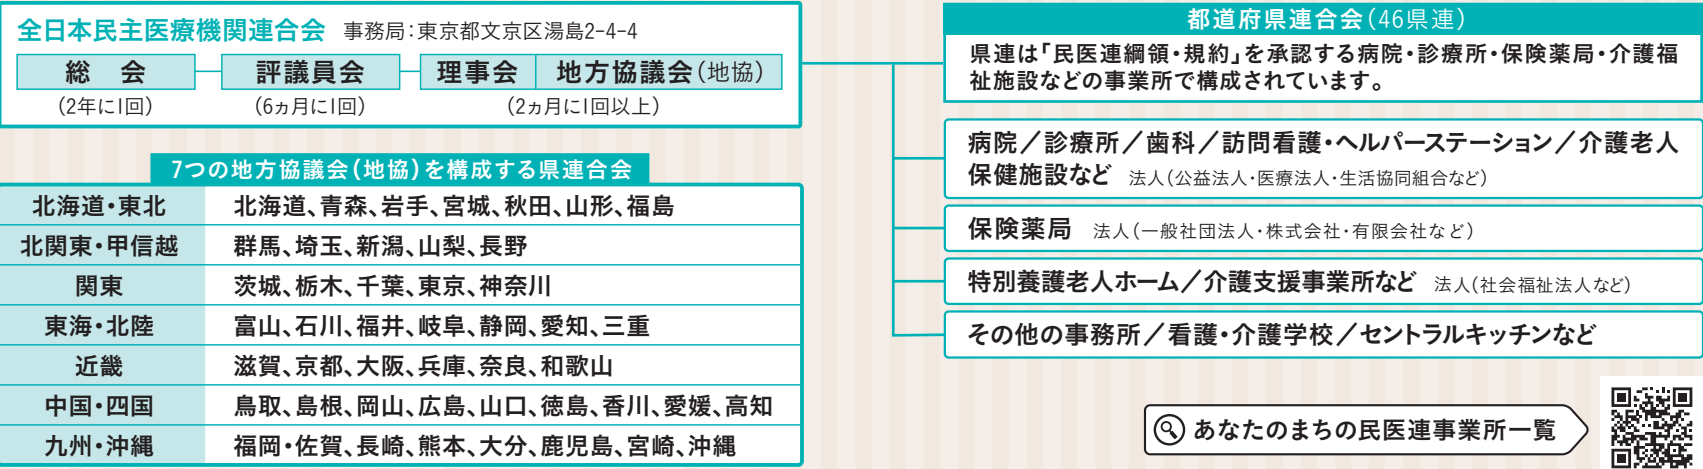 全日本民主医療機関連合会 事務局：東京都文京区湯島2-4-4
総　会 評議員会 理事会 地方協議会（地協）
（2年に1回） （6ヵ月に1回） （2ヵ月に1回以上）
7つの地方協議会（地協）を構成する県連合会
北海道・東北 北海道、青森、岩手、宮城、秋田、山形、福島
北関東・甲信越 群馬、埼玉、新潟、山梨、長野
関東 茨城、栃木、千葉、東京、神奈川
東海・北陸 富山、石川、福井、岐阜、静岡、愛知、三重
近畿 滋賀、京都、大阪、兵庫、奈良、和歌山
中国・四国 鳥取、島根、岡山、広島、山口、徳島、香川、愛媛、高知
九州・沖縄 福岡・佐賀、長崎、熊本、大分、鹿児島、宮崎、沖縄
都道府県連合会（46県連）
県連は「民医連綱領・規約」を承認する病院・診療所・保険薬局・介護福
祉施設などの事業所で構成されています。
病院／診療所／歯科／訪問看護・ヘルパーステーション／介護老人
保健施設など 法人（公益法人・医療法人・生活協同組合など）
保険薬局 法人（一般社団法人・株式会社・有限会社など）
特別養護老人ホーム／介護支援事業所など 法人（社会福祉法人など）
その他の事務所／看護・介護学校／セントラルキッチンなど
あなたのまちの民医連事業所一覧